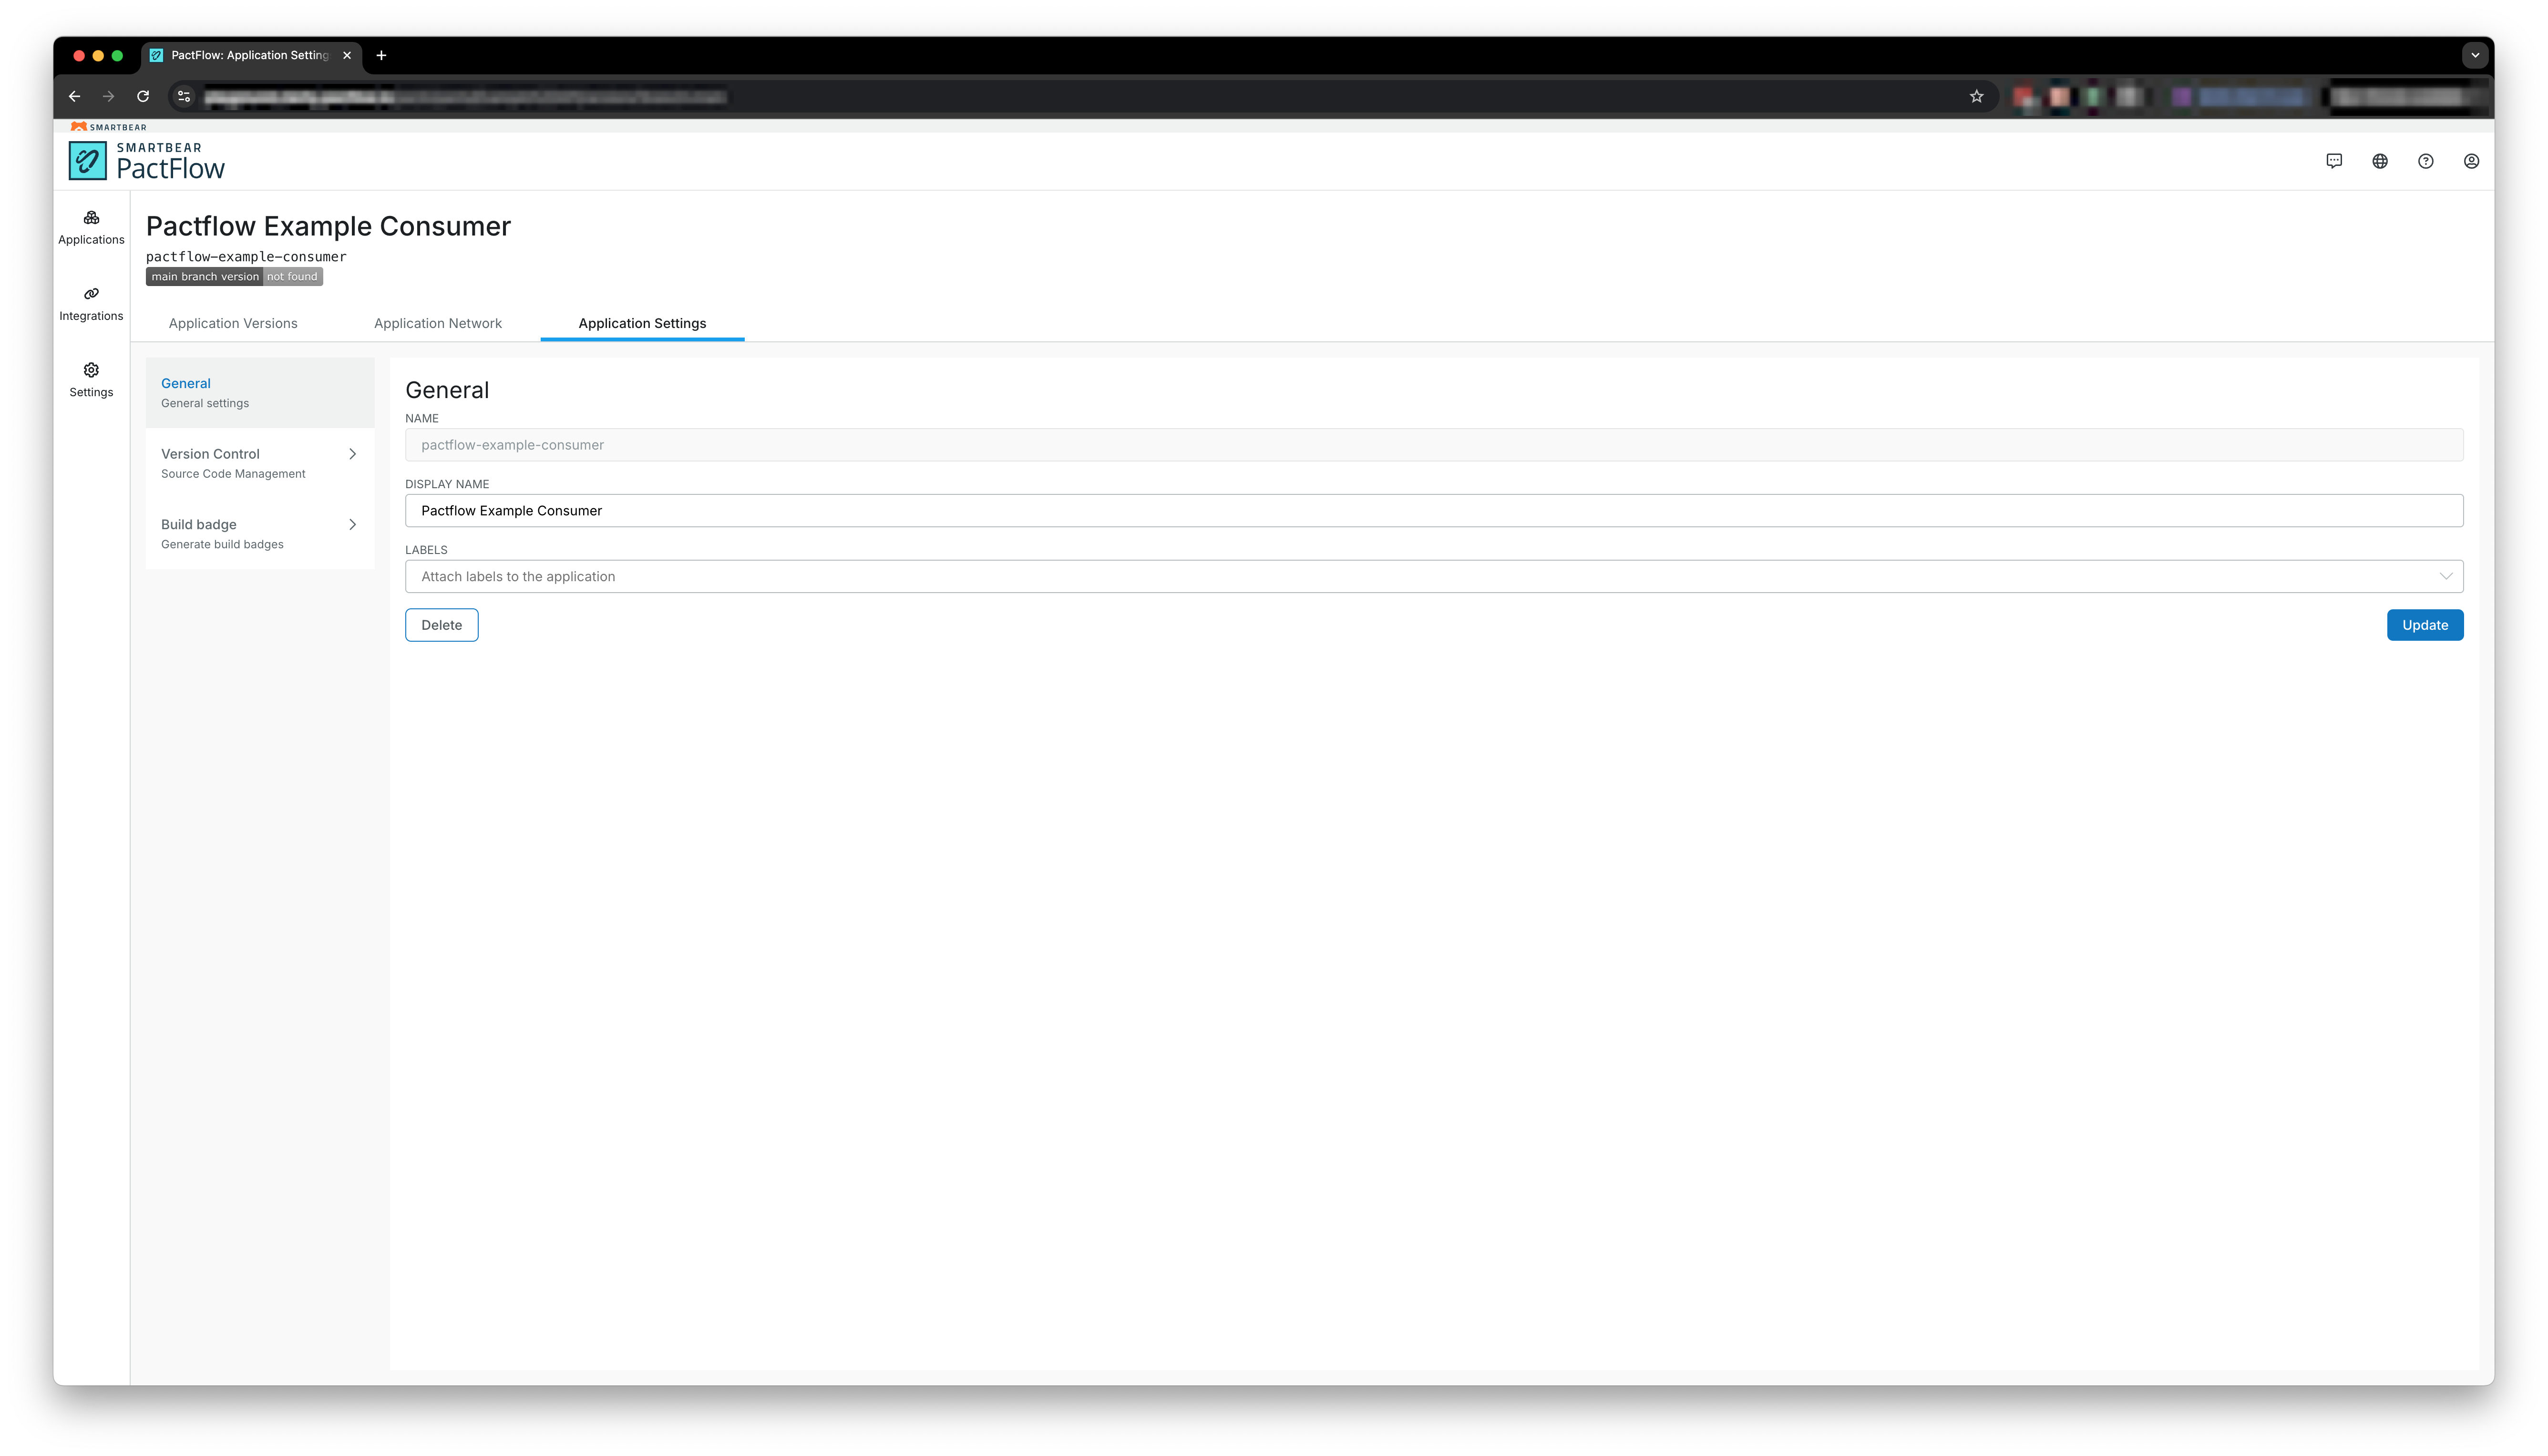 PactFlow: Application Setting
SMARTBEAR
SMARTBEAR
PactFlow
Applications
Integrations
Settings
Pactflow Example Consumer
pactflow-example-consumer
main branch version not found
Application Versions Application Network Application Settings
General
General settings
Version Control
Source Code Management
Build badge
Generate build badges
General
NAME
pactflow-example-consumer
DISPLAY NAME
Pactflow Example Consumer
LABELS
Attach labels to the application
Delete Update